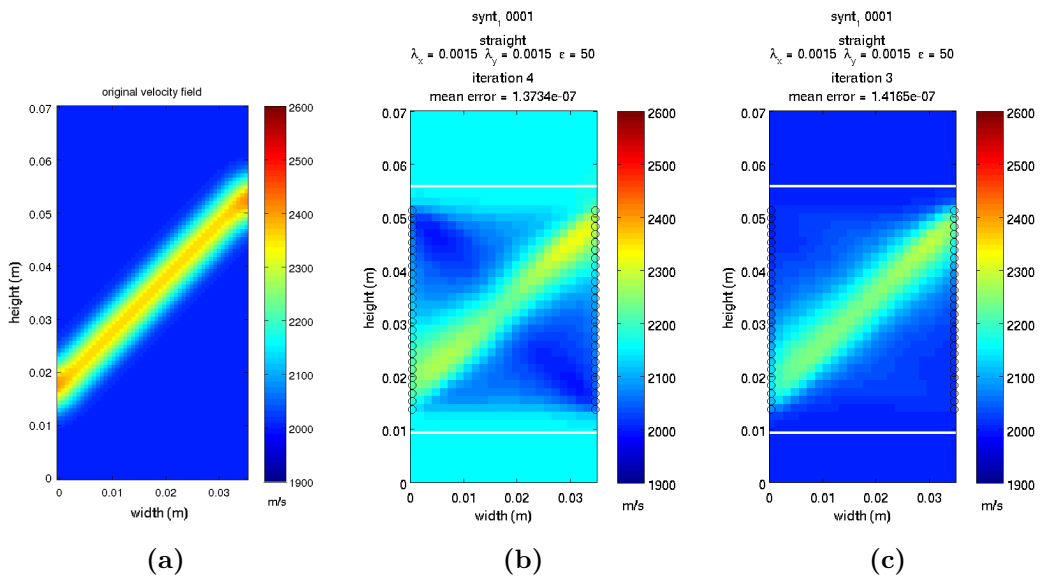 original velocity field
0.07
0.06
0.05
0.04
0.03
0.02
0.01
0
height (m)
0 0.01 0.02 0.03
width (m)
2600
2500
2400
2300
2200
2100
2000
1900
m/s
(a)
synt₁ 0001
straight
λx = 0.0015 λy = 0.0015 ε = 50
iteration 4
mean error = 1.3734e-07
0.07
0.06
0.05
0.04
0.03
0.02
0.01
0
height (m)
0 0.01 0.02 0.03
width (m)
2600
2500
2400
2300
2200
2100
2000
1900
m/s
(b)
synt₁ 0001
straight
λx = 0.0015 λy = 0.0015 ε = 50
iteration 3
mean error = 1.4165e-07
0.07
0.06
0.05
0.04
0.03
0.02
0.01
0
height (m)
0 0.01 0.02 0.03
width (m)
2600
2500
2400
2300
2200
2100
2000
1900
m/s
(c)